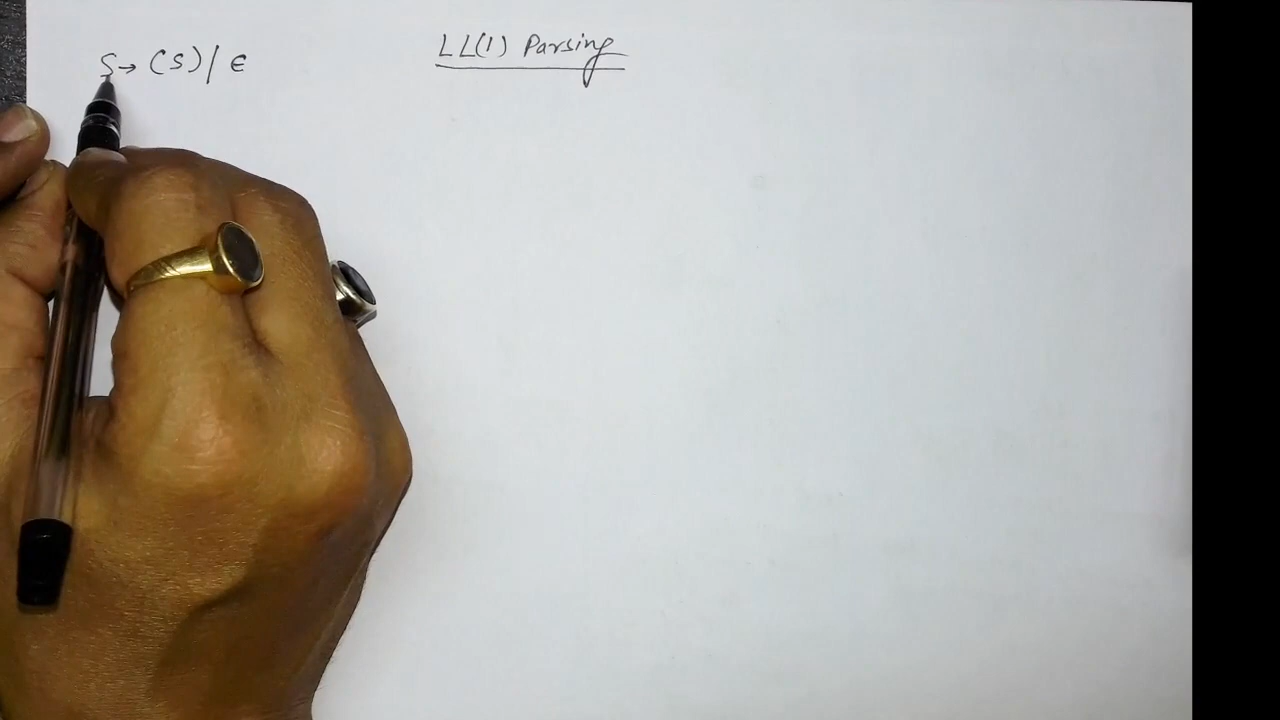 LL(1) Parsing
S → (S) / ϵ